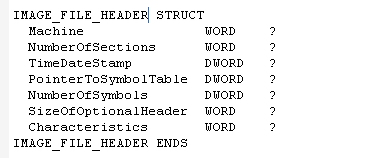 IMAGE_FILE_HEADER STRUCT
Machine WORD ?
NumberOfSections WORD ?
TimeDateStamp DWORD ?
PointerToSymbolTable DWORD ?
NumberOfSymbols DWORD ?
SizeOfOptionalHeader WORD ?
Characteristics WORD ?
IMAGE_FILE_HEADER ENDS